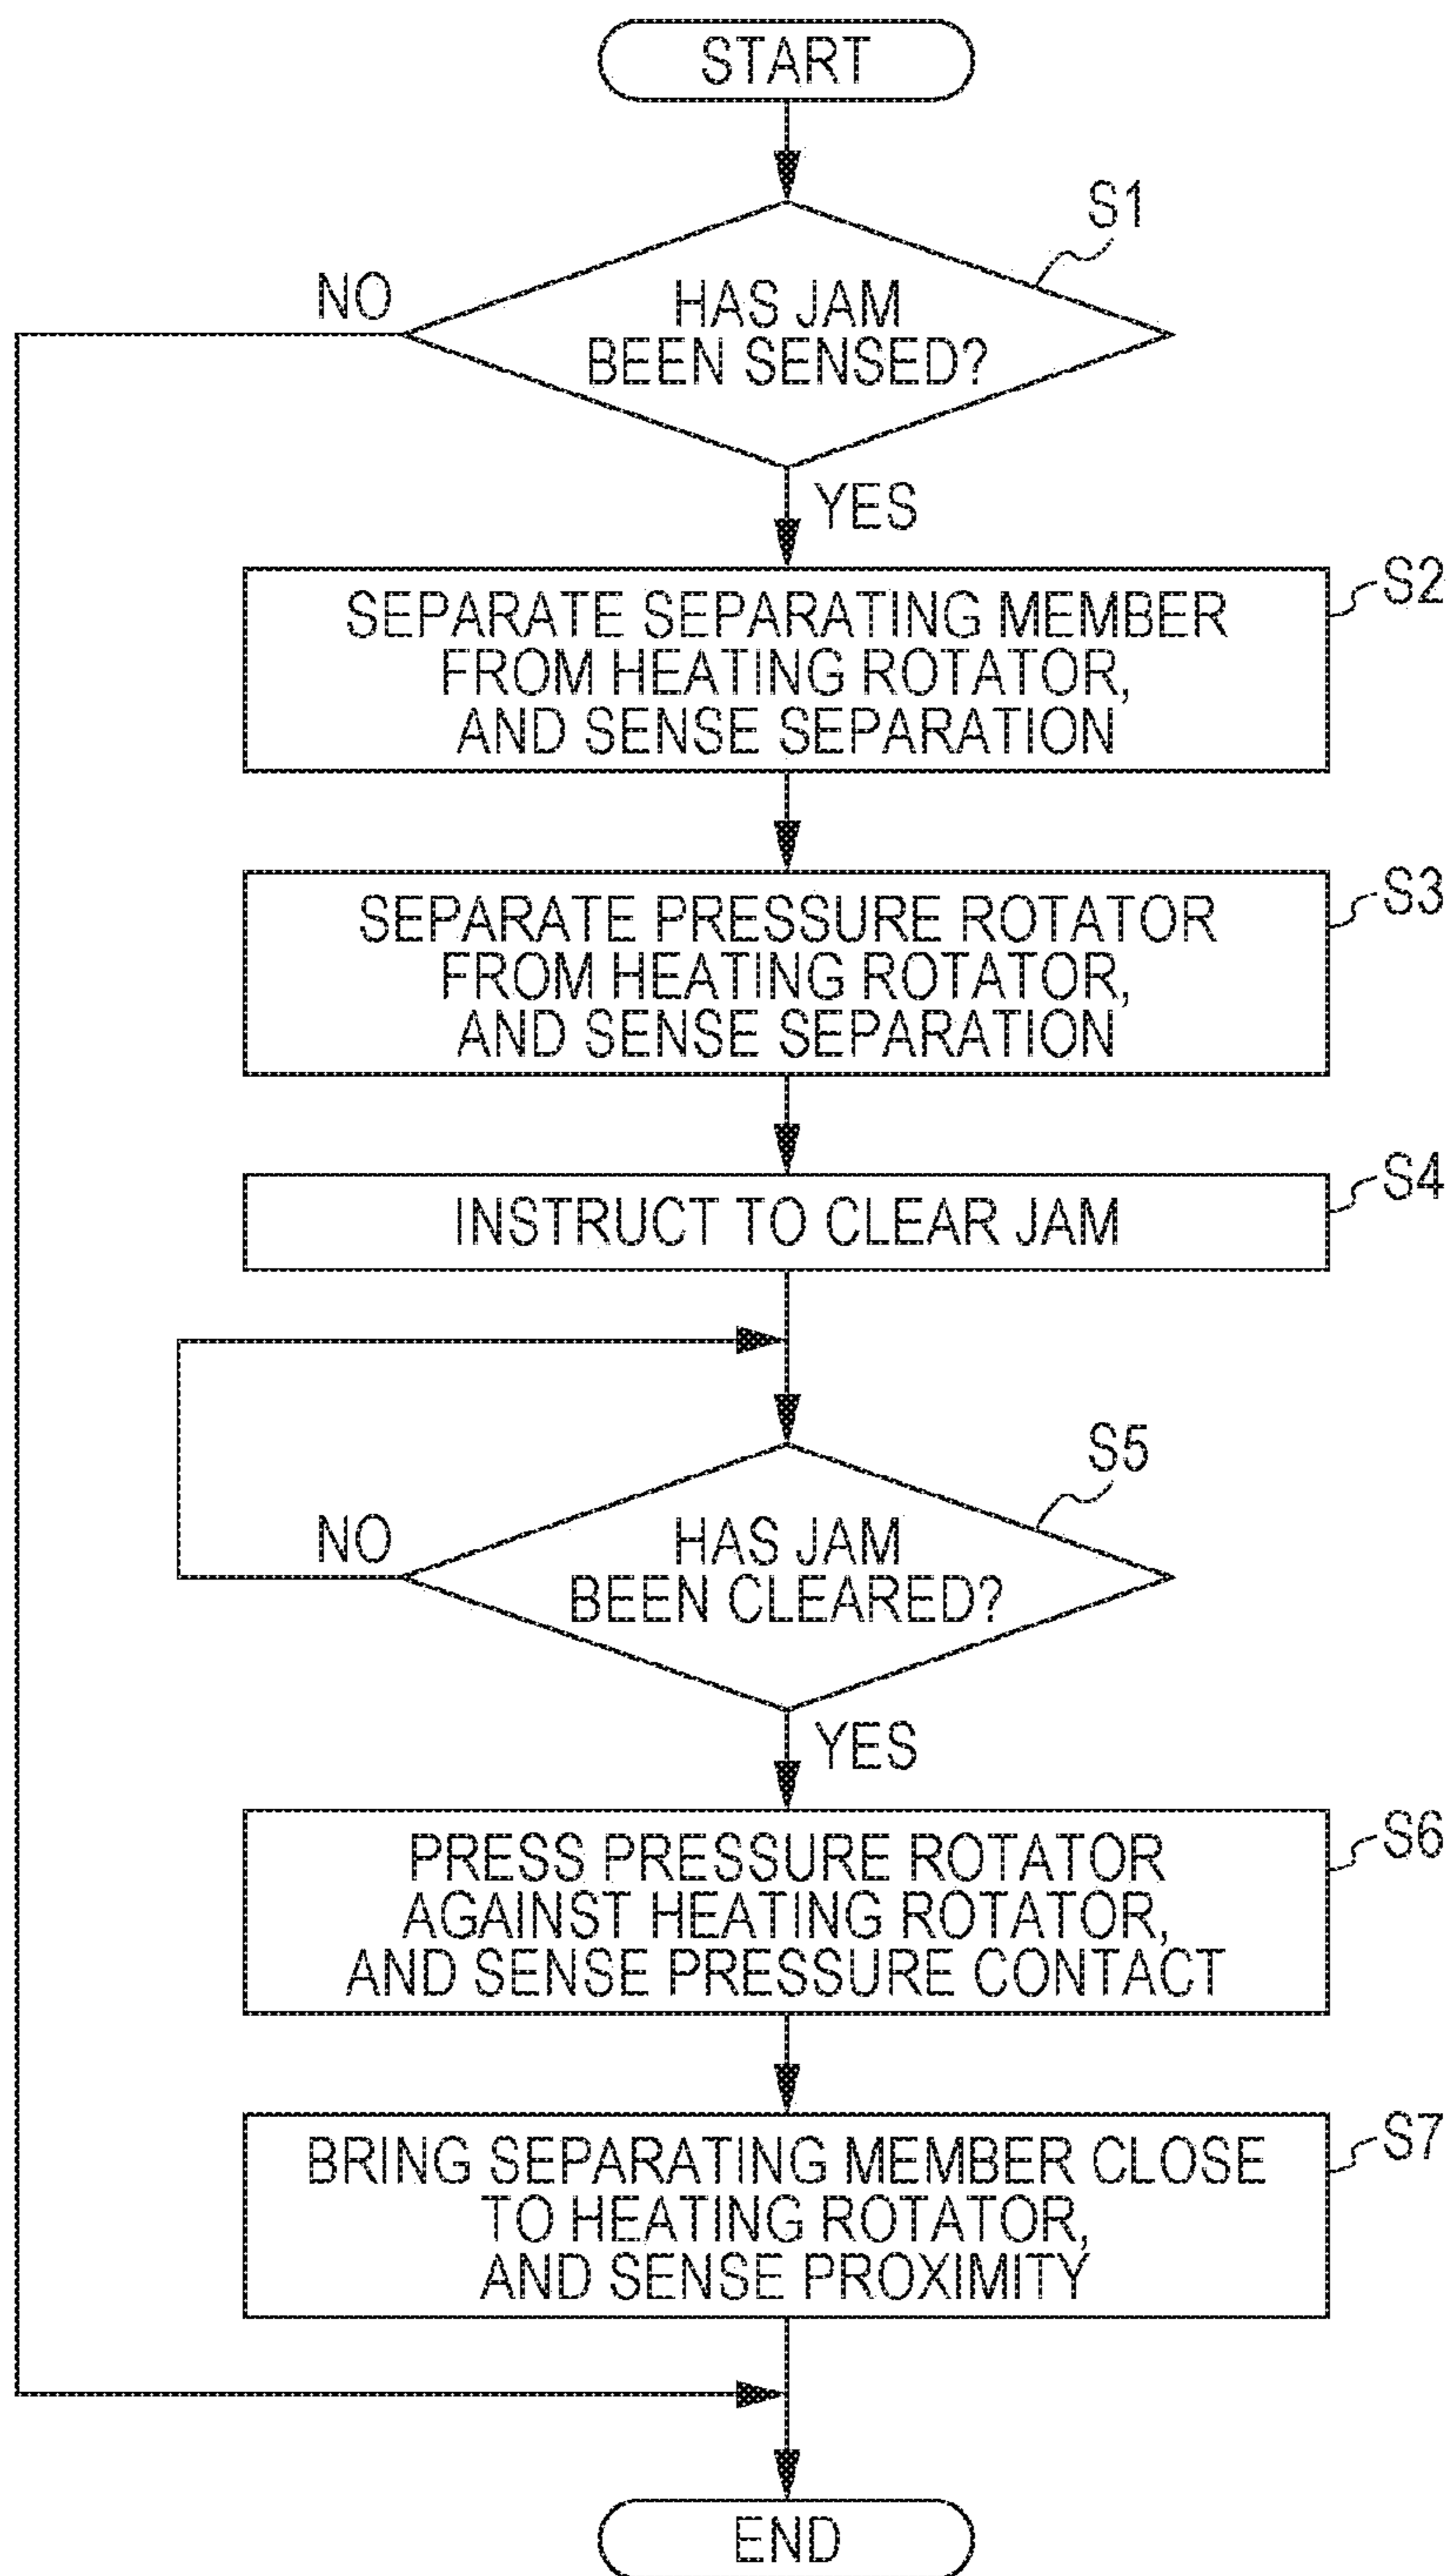 START
S1
NO
HAS JAM
BEEN SENSED?
YES
S2
SEPARATE SEPARATING MEMBER
FROM HEATING ROTATOR,
AND SENSE SEPARATION
S3
SEPARATE PRESSURE ROTATOR
FROM HEATING ROTATOR,
AND SENSE SEPARATION
S4
INSTRUCT TO CLEAR JAM
S5
NO
HAS JAM
BEEN CLEARED?
YES
S6
PRESS PRESSURE ROTATOR
AGAINST HEATING ROTATOR,
AND SENSE PRESSURE CONTACT
S7
BRING SEPARATING MEMBER CLOSE
TO HEATING ROTATOR,
AND SENSE PROXIMITY
END